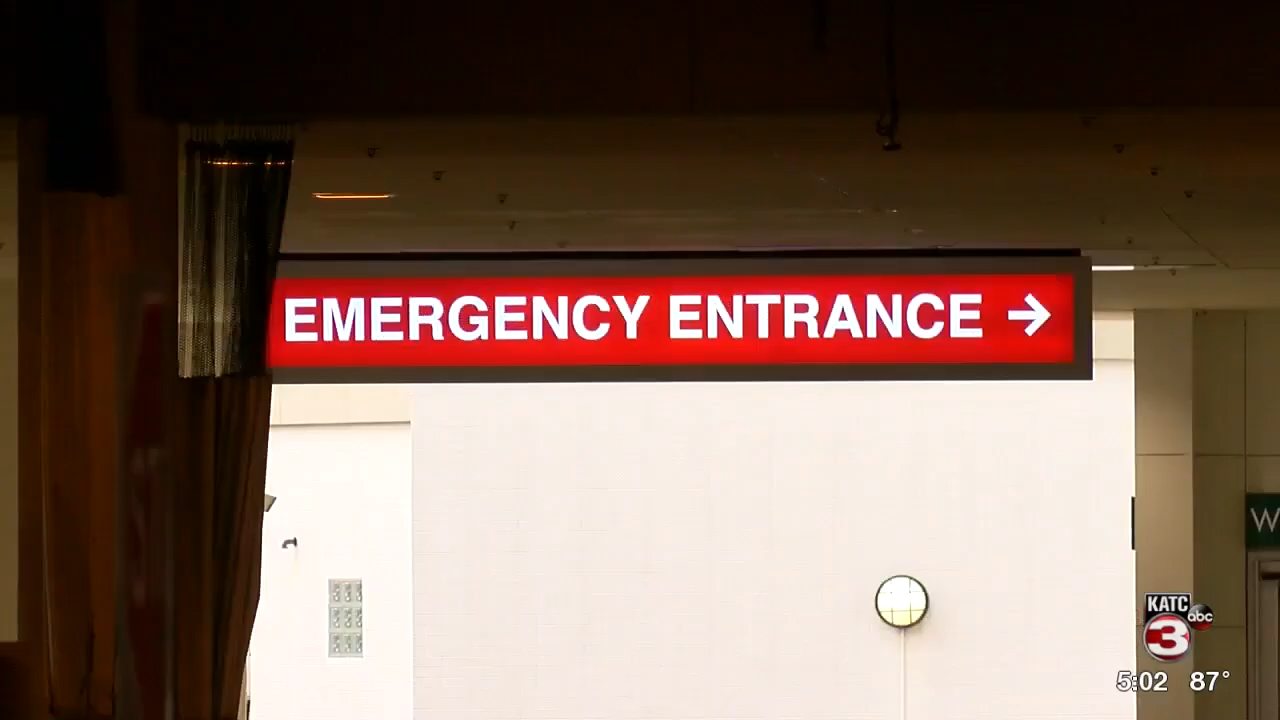 EMERGENCY ENTRANCE →
W
KATC
abc
3
5:02 87°